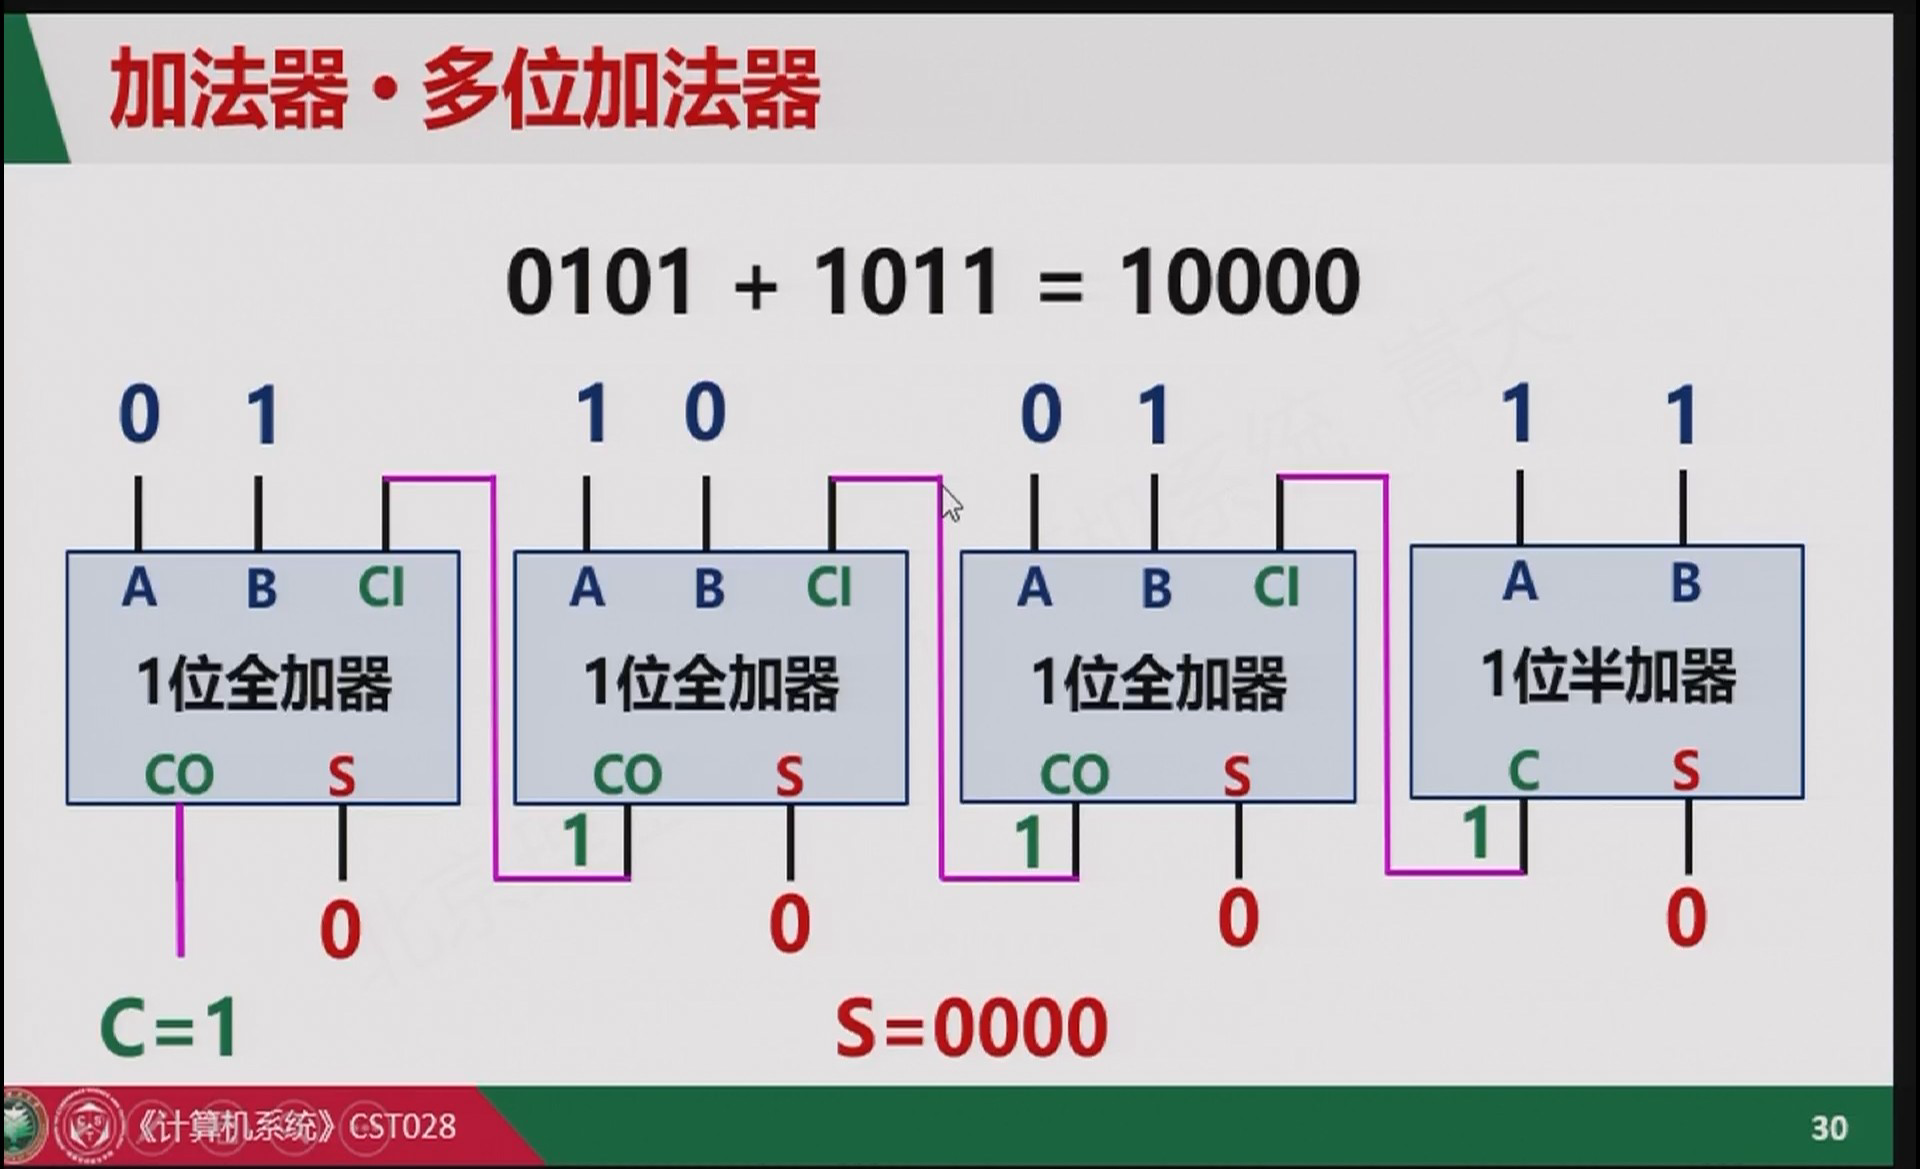 加法器·多位加法器
0101 + 1011 = 10000
0 1 1 0 0 1 1 1
A B CI A B CI A B CI A B
1位全加器 1位全加器 1位全加器 1位半加器
CO S CO S CO S C S
1 1 1
0 0 0 0
C=1 S=0000
《计算机系统》CST028 30